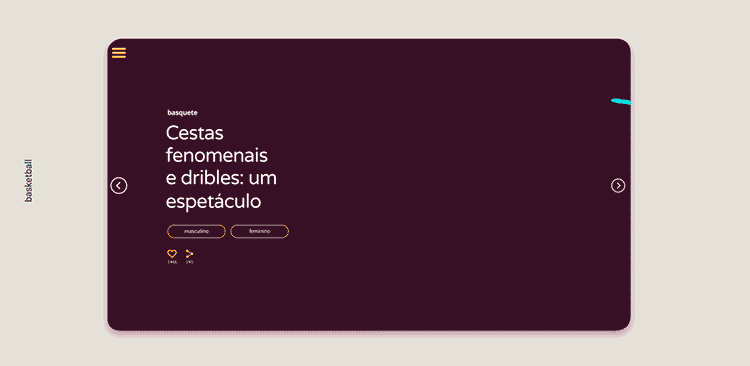 basketball
basquete
Cestas
fenomenais
e dribles: um
espetáculo
masculino
feminino